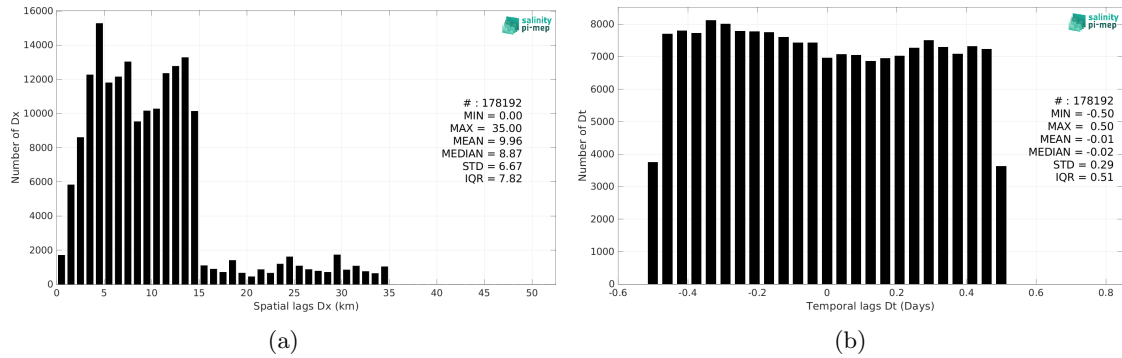 16000
14000
12000
10000
8000
6000
4000
2000
0
Number of Dx
salinity
pi-mep
# : 178192
MIN = 0.00
MAX = 35.00
MEAN = 9.96
MEDIAN = 8.87
STD = 6.67
IQR = 7.82
0 5 10 15 20 25 30 35 40 45 50
Spatial lags Dx (km)
(a)
8000
7000
6000
5000
4000
3000
2000
1000
0
Number of Dt
salinity
pi-mep
# : 178192
MIN = -0.50
MAX = 0.50
MEAN = -0.01
MEDIAN = -0.02
STD = 0.29
IQR = 0.51
-0.6 -0.4 -0.2 0 0.2 0.4 0.6 0.8
Temporal lags Dt (Days)
(b)